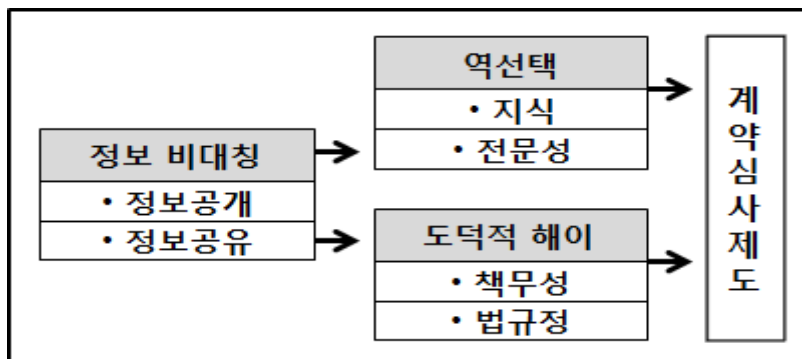 정보 비대칭
• 정보공개
• 정보공유
역선택
• 지식
• 전문성
도덕적 해이
• 책무성
• 법규정
계약심사제도